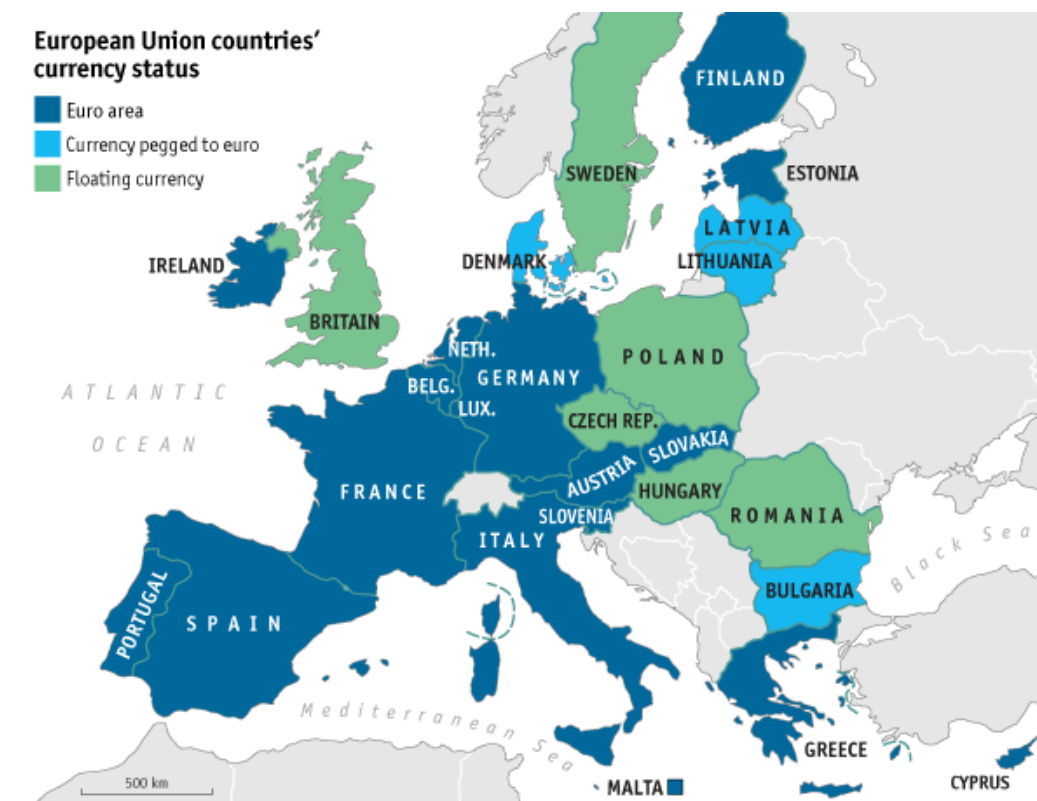 European Union countries'
currency status
Euro area
Currency pegged to euro
Floating currency
FINLAND
SWEDEN
ESTONIA
LATVIA
DENMARK
LITHUANIA
IRELAND
BRITAIN
NETH.
POLAND
GERMANY
BELG.
ATLANTIC
LUX.
CZECH REP.
OCEAN
SLOVAKIA
AUSTRIA
FRANCE
HUNGARY
SLOVENIA
ROMANIA
ITALY
Black Sea
BULGARIA
PORTUGAL
SPAIN
Mediterranean Sea
GREECE
500 km
MALTA
CYPRUS